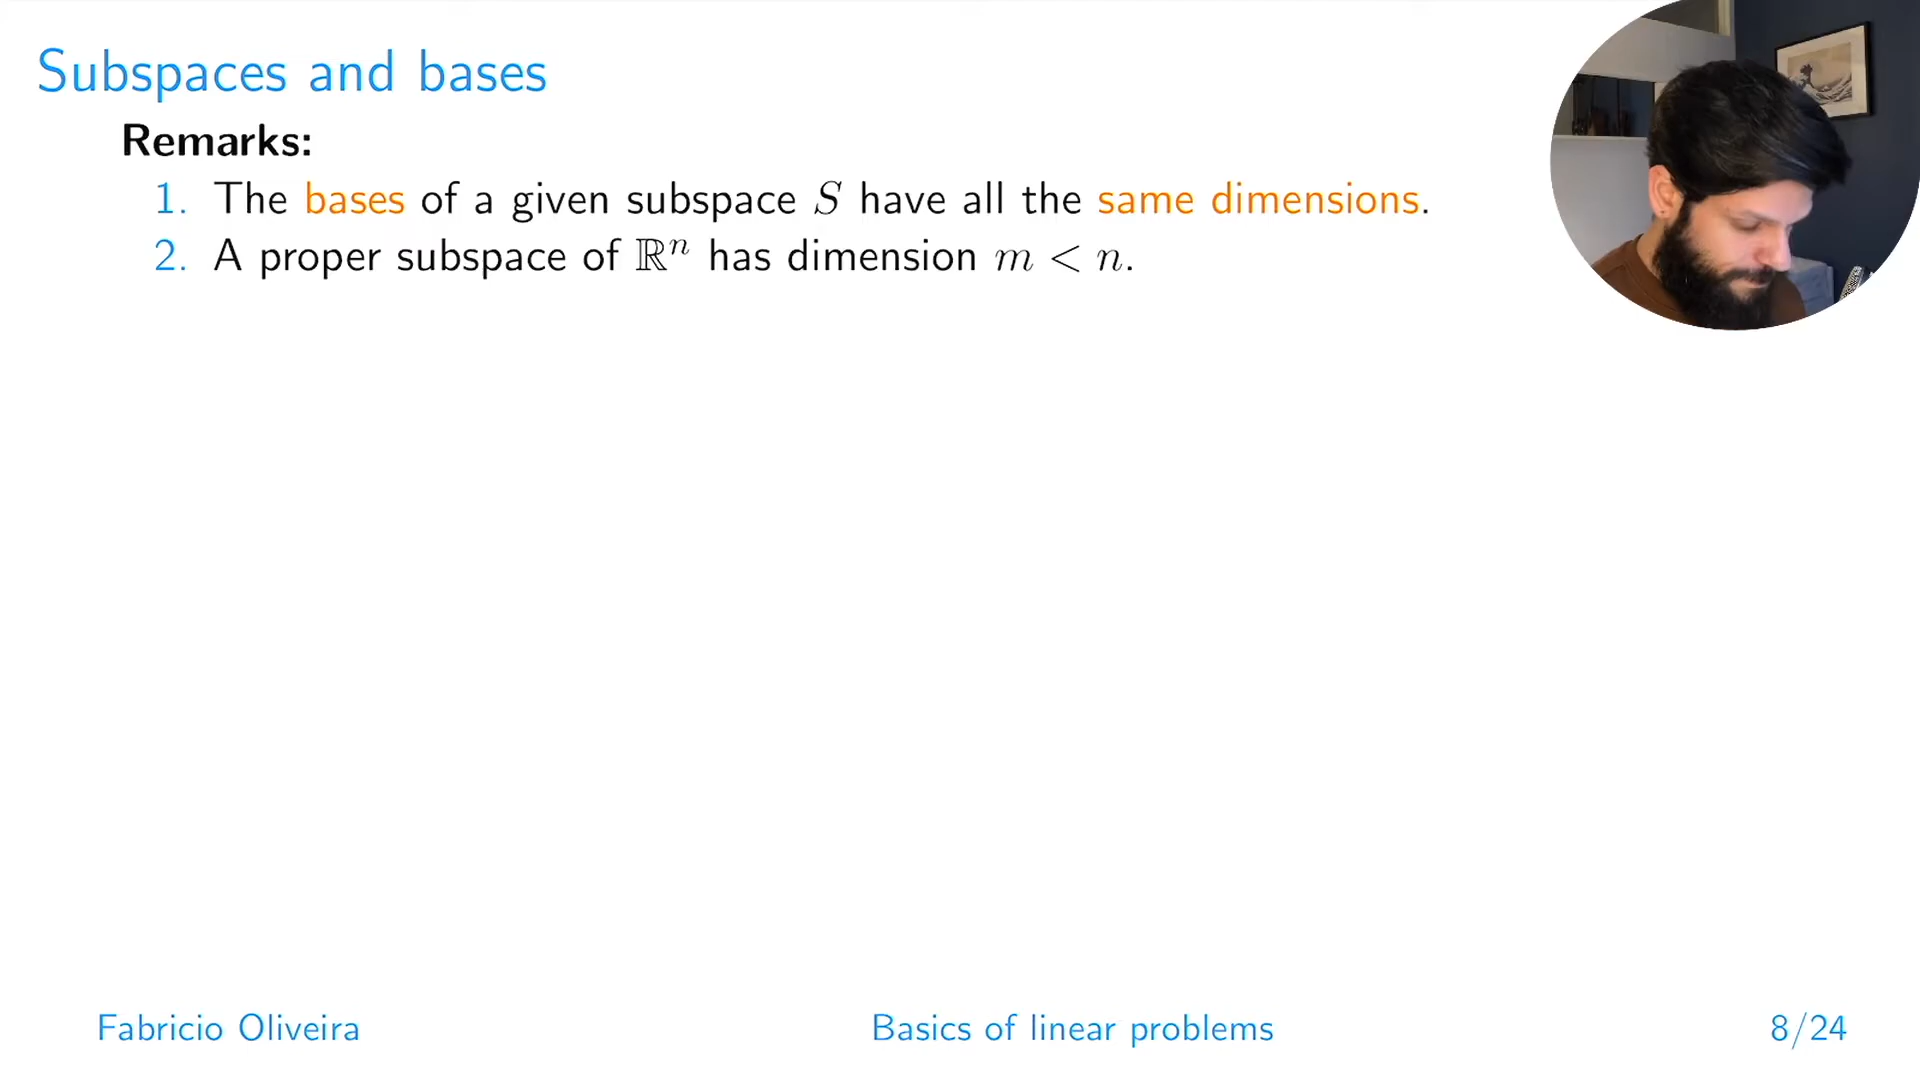 Subspaces and bases
Remarks:
1. The bases of a given subspace S have all the same dimensions.
2. A proper subspace of ℝⁿ has dimension m < n.
Fabricio Oliveira Basics of linear problems 8/24